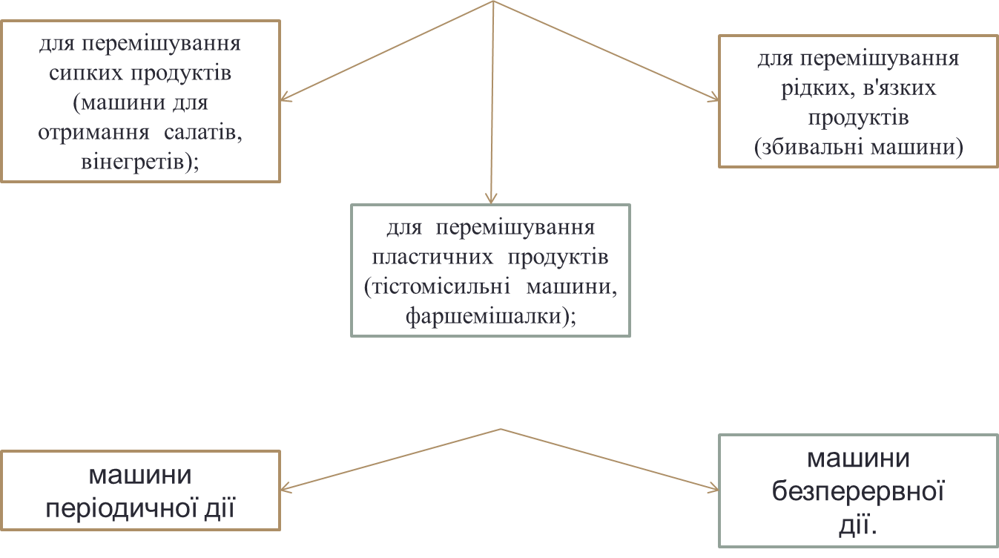 для перемішування
сипких продуктів
(машини для
отримання салатів,
вінегретів);
для перемішування
рідких, в'язких
продуктів
(збивальні машини)
для перемішування
пластичних продуктів
(тістомісильні машини,
фаршемішалки);
машини
періодичної дії
машини
безперервної
дії.